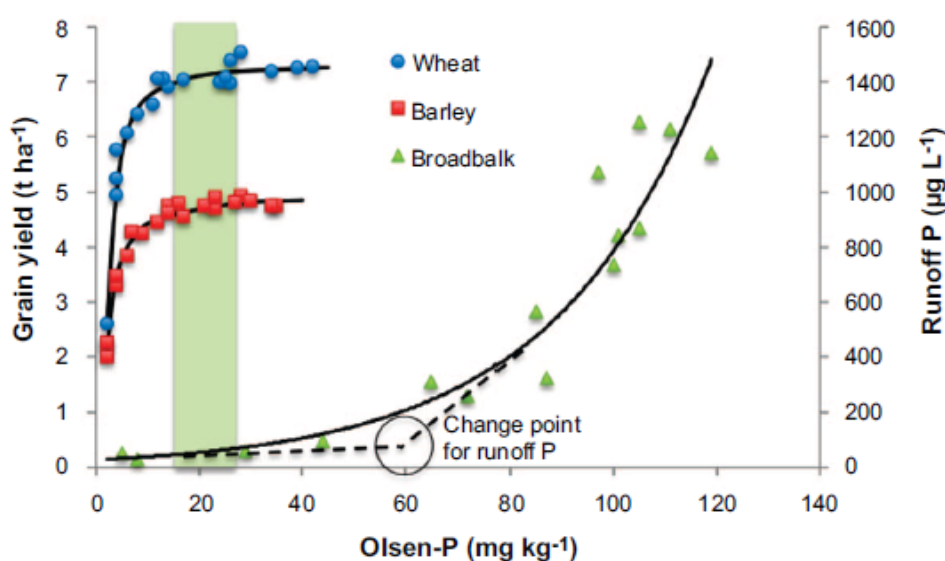 Grain yield (t ha-1)
8
7
6
5
4
3
2
1
0
Wheat
Barley
Broadbalk
Change point
for runoff P
1600
1400
1200
1000
800
600
400
200
0
Runoff P (µg L-1)
0 20 40 60 80 100 120 140
Olsen-P (mg kg-1)